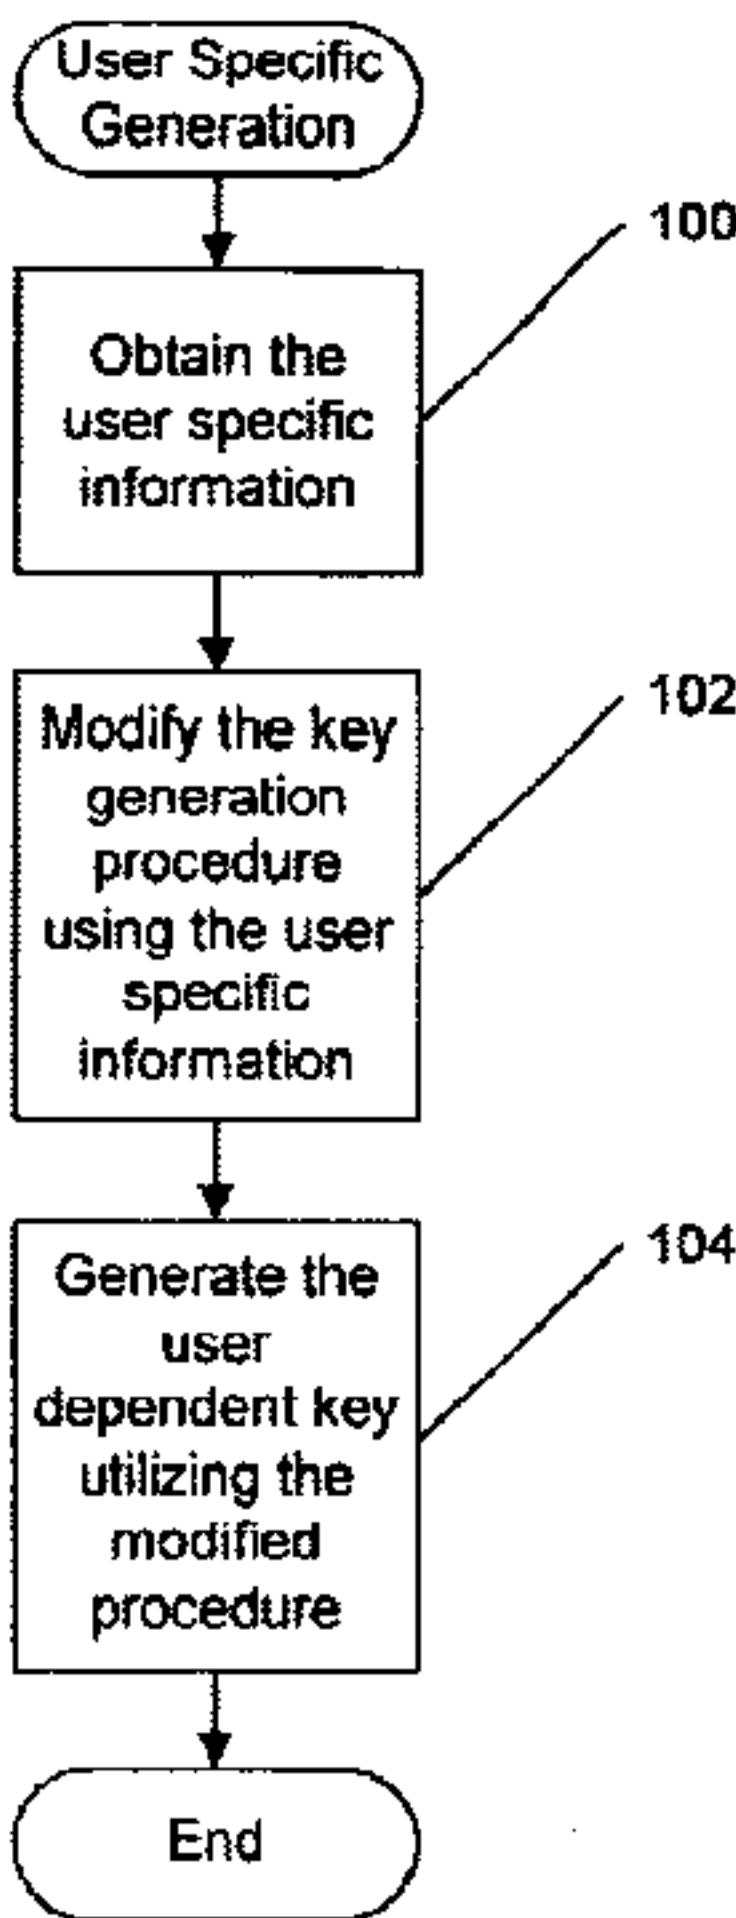 User Specific
Generation
100
Obtain the
user specific
information
102
Modify the key
generation
procedure
using the user
specific
information
104
Generate the
user
dependent key
utilizing the
modified
procedure
End